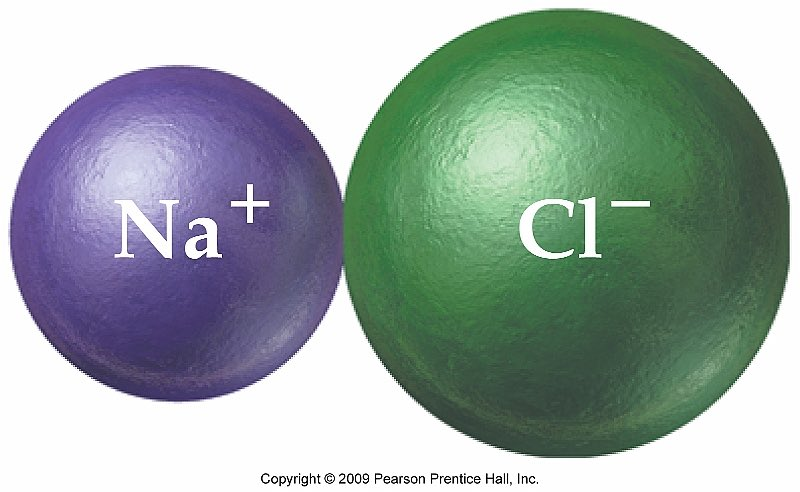 Na⁺ Cl⁻
Copyright © 2009 Pearson Prentice Hall, Inc.